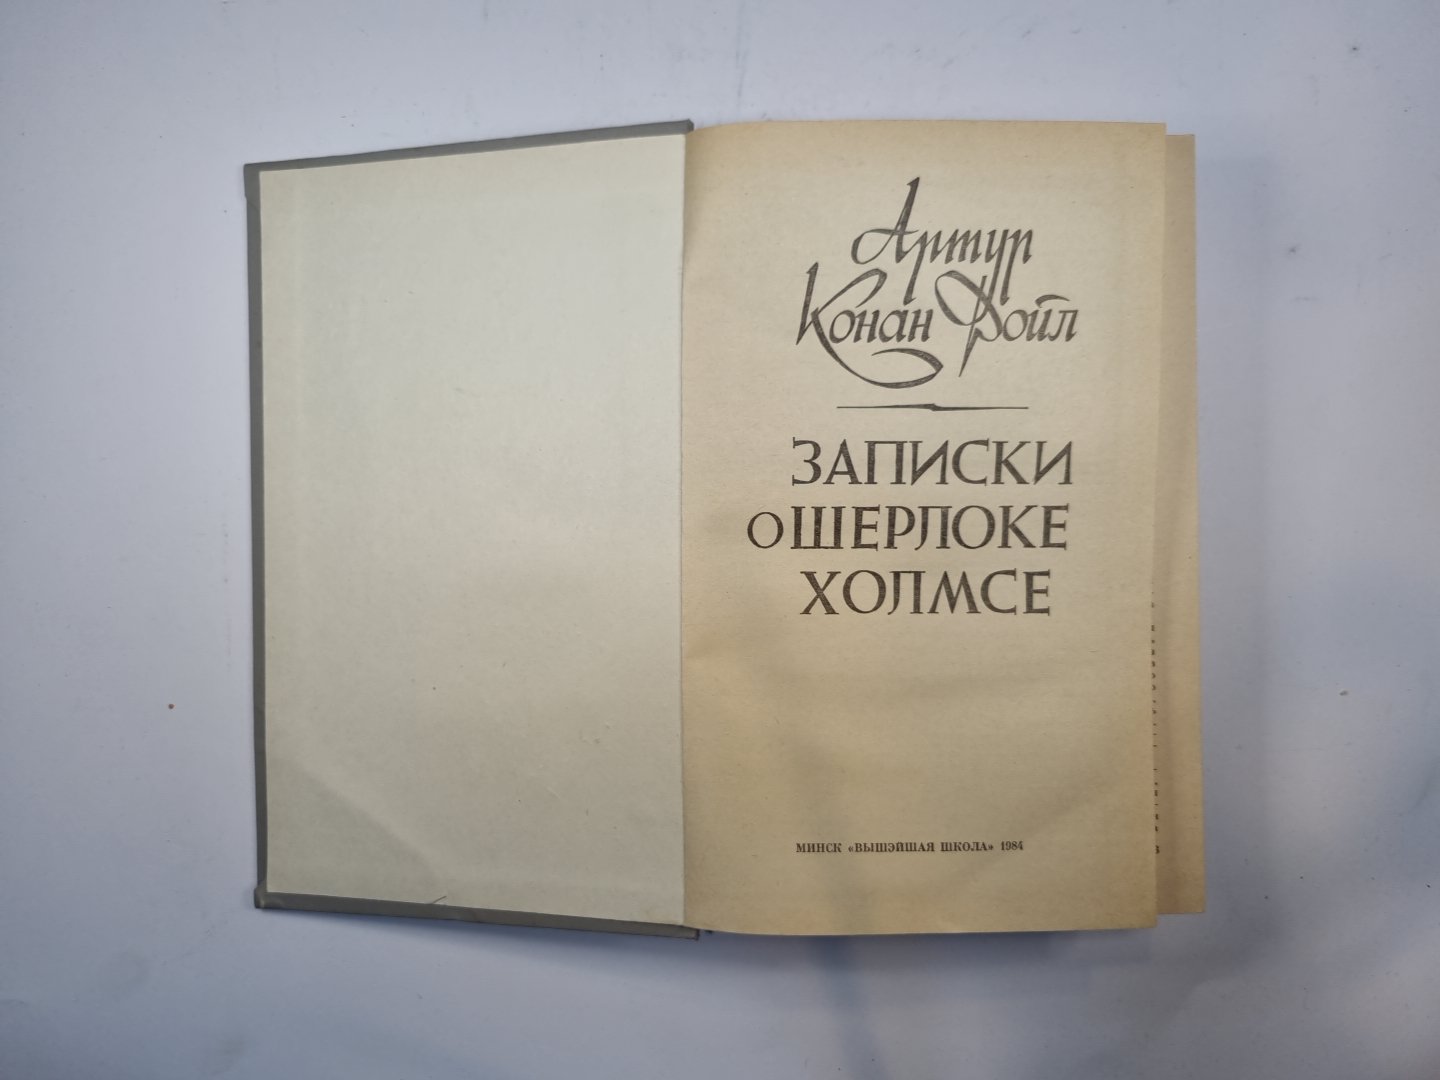 Артур
Конан Дойл
ЗАПИСКИ
О ШЕРЛОКЕ
ХОЛМСЕ
МИНСК «ВЫШЭЙШАЯ ШКОЛА» 1984